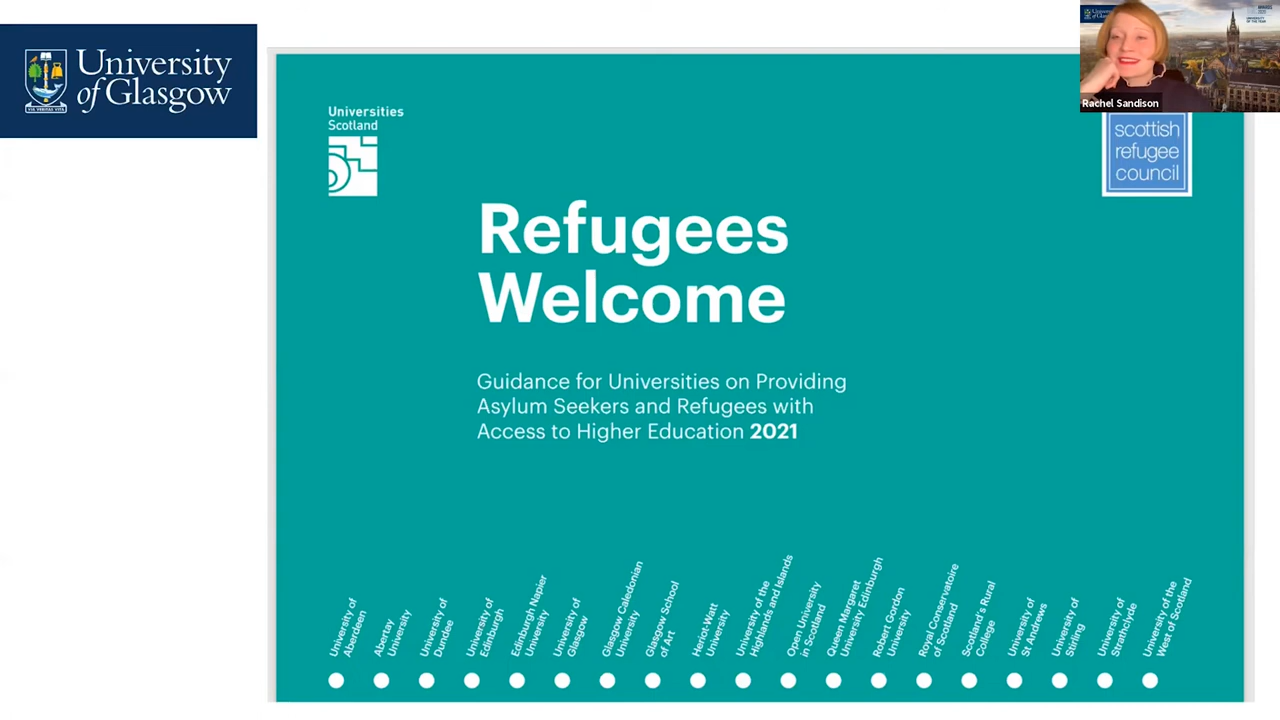 University
of Glasgow
VIA VERITAS VITA
Universities
Scotland
Rachel Sandison
scottish
refugee
council
Refugees
Welcome
Guidance for Universities on Providing
Asylum Seekers and Refugees with
Access to Higher Education 2021
University of
Aberdeen
Abertay
University
University of
Dundee
University of
Edinburgh
Edinburgh Napier
University
University of
Glasgow
Glasgow Caledonian
University
Glasgow School
of Art
Heriot-Watt
University
University of the
Highlands and Islands
Open University
in Scotland
Queen Margaret
University Edinburgh
Robert Gordon
University
Royal Conservatoire
of Scotland
Scotland's Rural
College
University of
St Andrews
University of
Stirling
University of
Strathclyde
University of the
West of Scotland